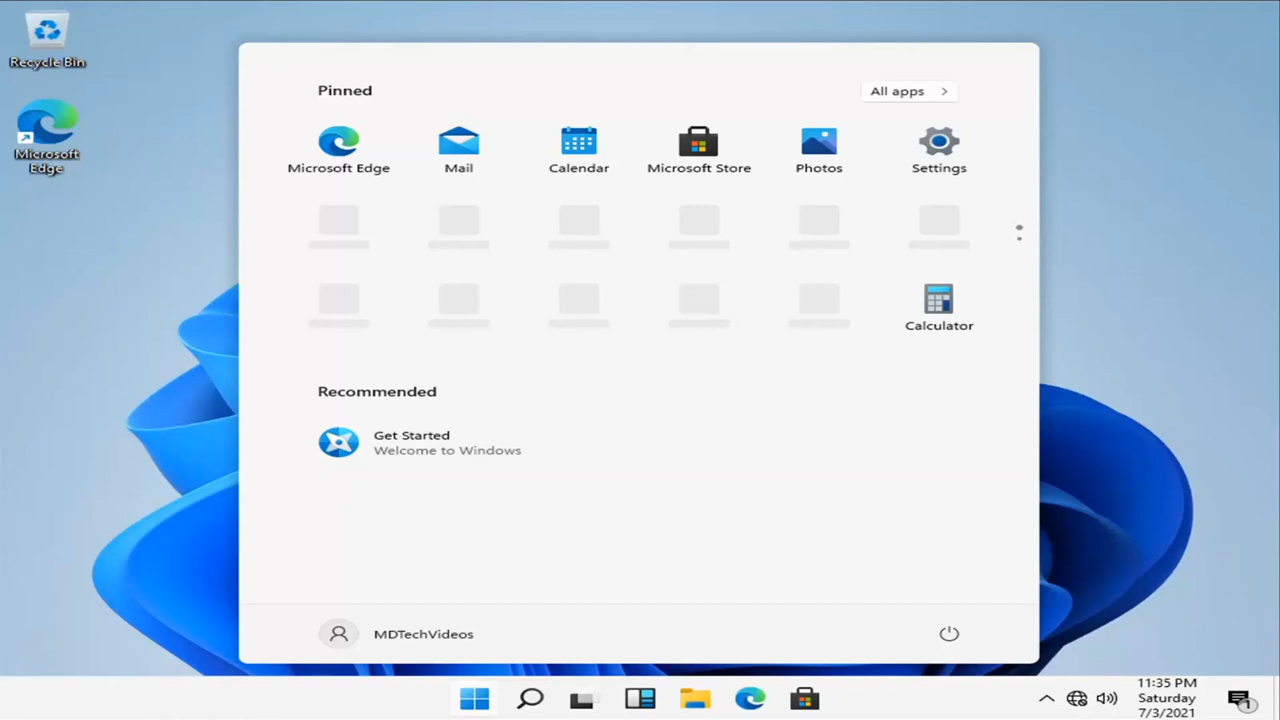 Recycle Bin
Microsoft
Edge
Pinned
All apps
Microsoft Edge
Mail
Calendar
Microsoft Store
Photos
Settings
Calculator
Recommended
Get Started
Welcome to Windows
MDTechVideos
11:35 PM
Saturday
7/3/2021
1